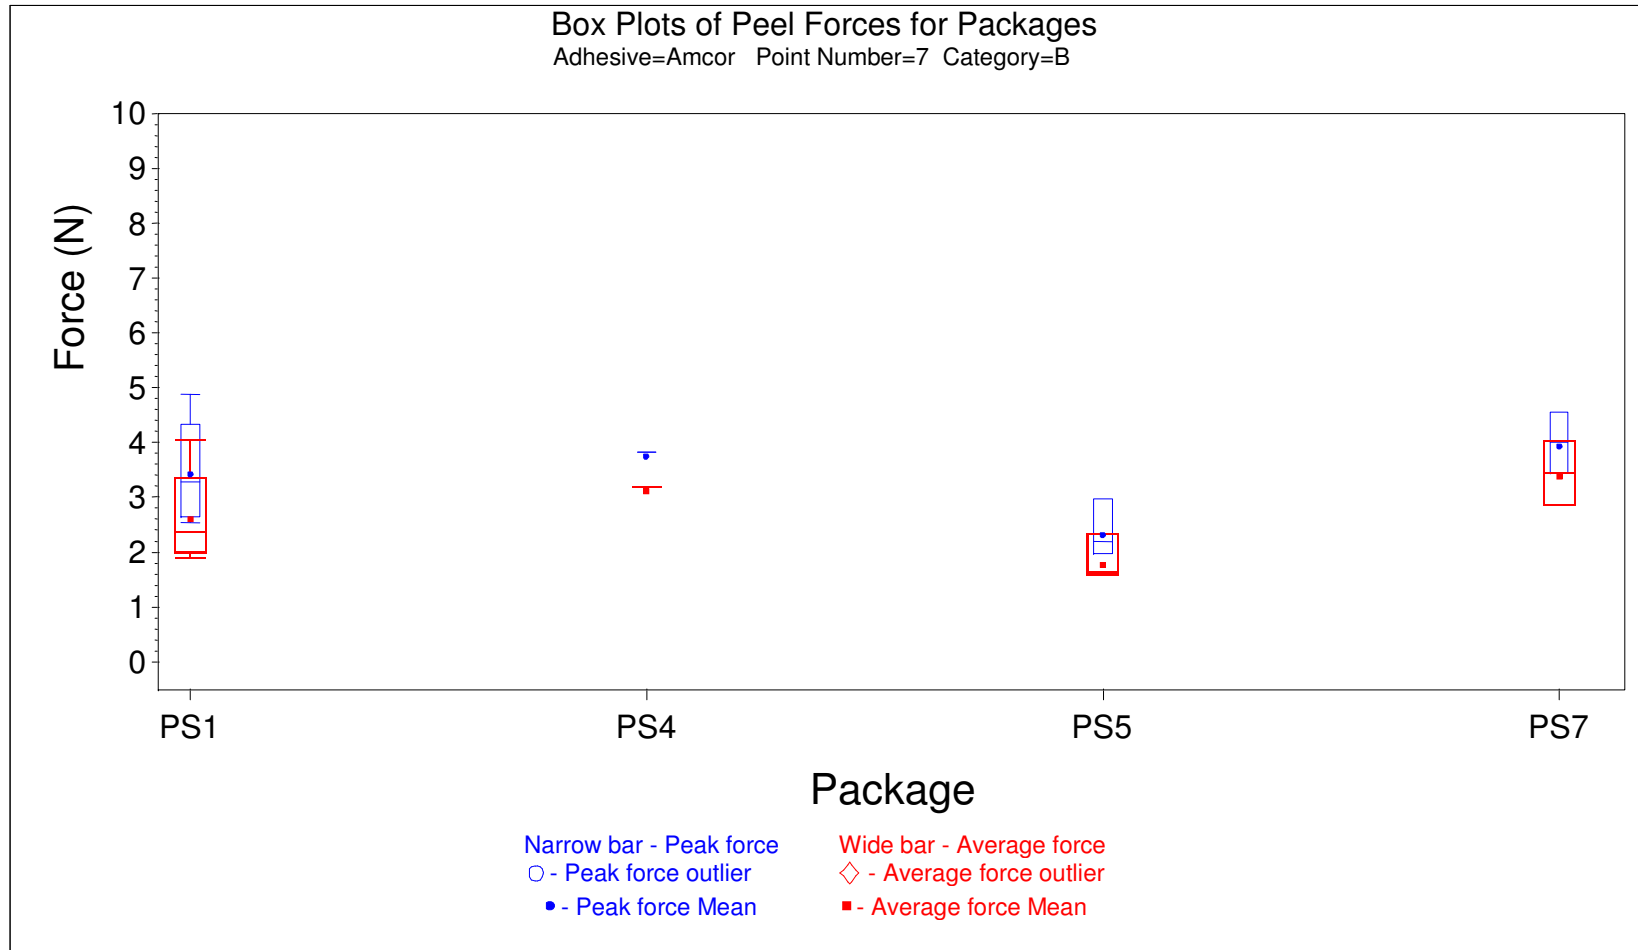 Box Plots of Peel Forces for Packages
Adhesive=Amcor Point Number=7 Category=B
Force (N)
10
9
8
7
6
5
4
3
2
1
0
PS1 PS4 PS5 PS7
Package
Narrow bar - Peak force Wide bar - Average force
- Peak force outlier - Average force outlier
- Peak force Mean - Average force Mean